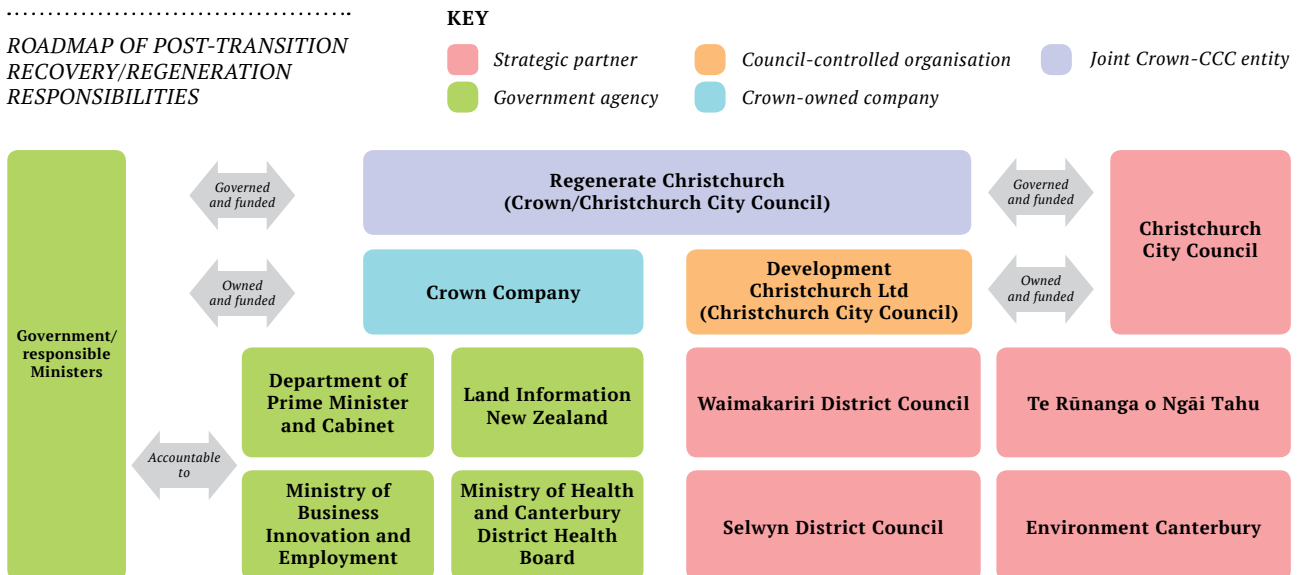 ROADMAP OF POST-TRANSITION
RECOVERY/REGENERATION
RESPONSIBILITIES
KEY
Strategic partner
Council-controlled organisation
Joint Crown-CCC entity
Government agency
Crown-owned company
Government/
responsible
Ministers
Governed
and funded
Regenerate Christchurch
(Crown/Christchurch City Council)
Governed
and funded
Christchurch
City Council
Owned
and funded
Crown Company
Development
Christchurch Ltd
(Christchurch City Council)
Owned
and funded
Accountable
to
Department of
Prime Minister
and Cabinet
Land Information
New Zealand
Waimakariri District Council
Te Rūnanga o Ngāi Tahu
Ministry of
Business
Innovation and
Employment
Ministry of Health
and Canterbury
District Health
Board
Selwyn District Council
Environment Canterbury